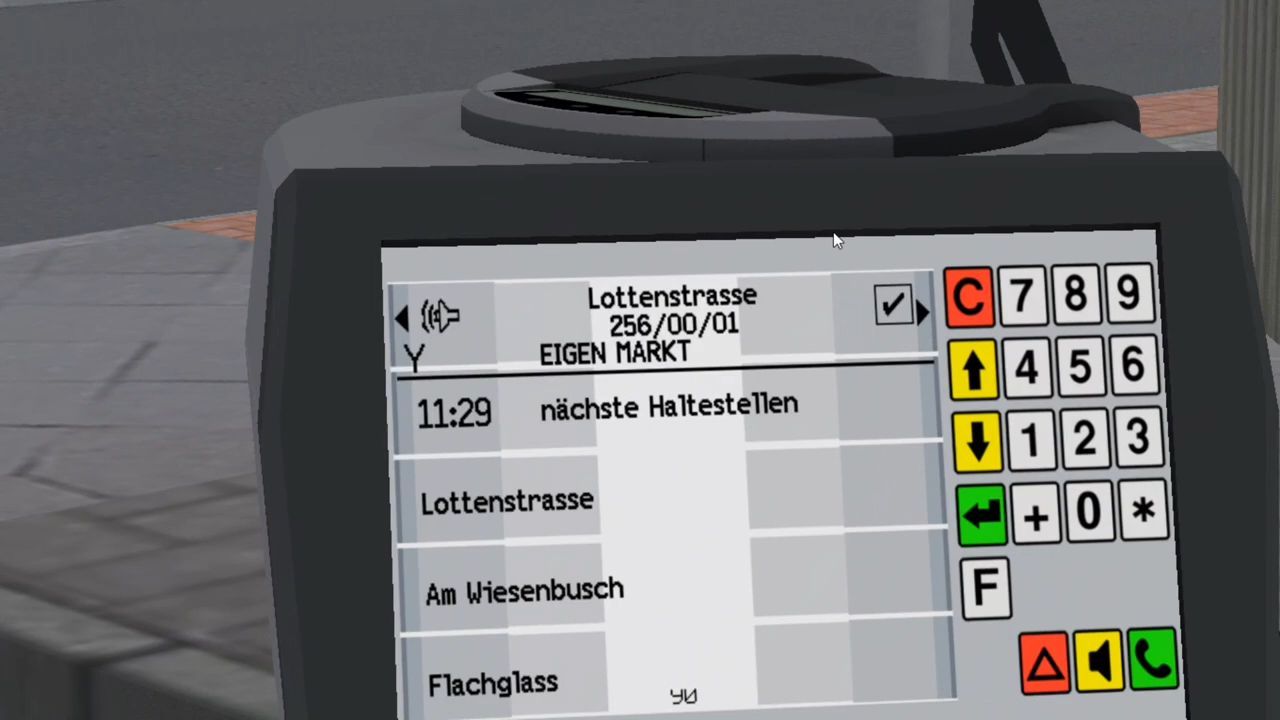 Lottenstrasse
256/00/01
Y EIGEN MARKT
11:29 nächste Haltestellen
Lottenstrasse
Am Wiesenbusch
Flachglass
C 7 8 9
4 5 6
1 2 3
+ 0 *
F